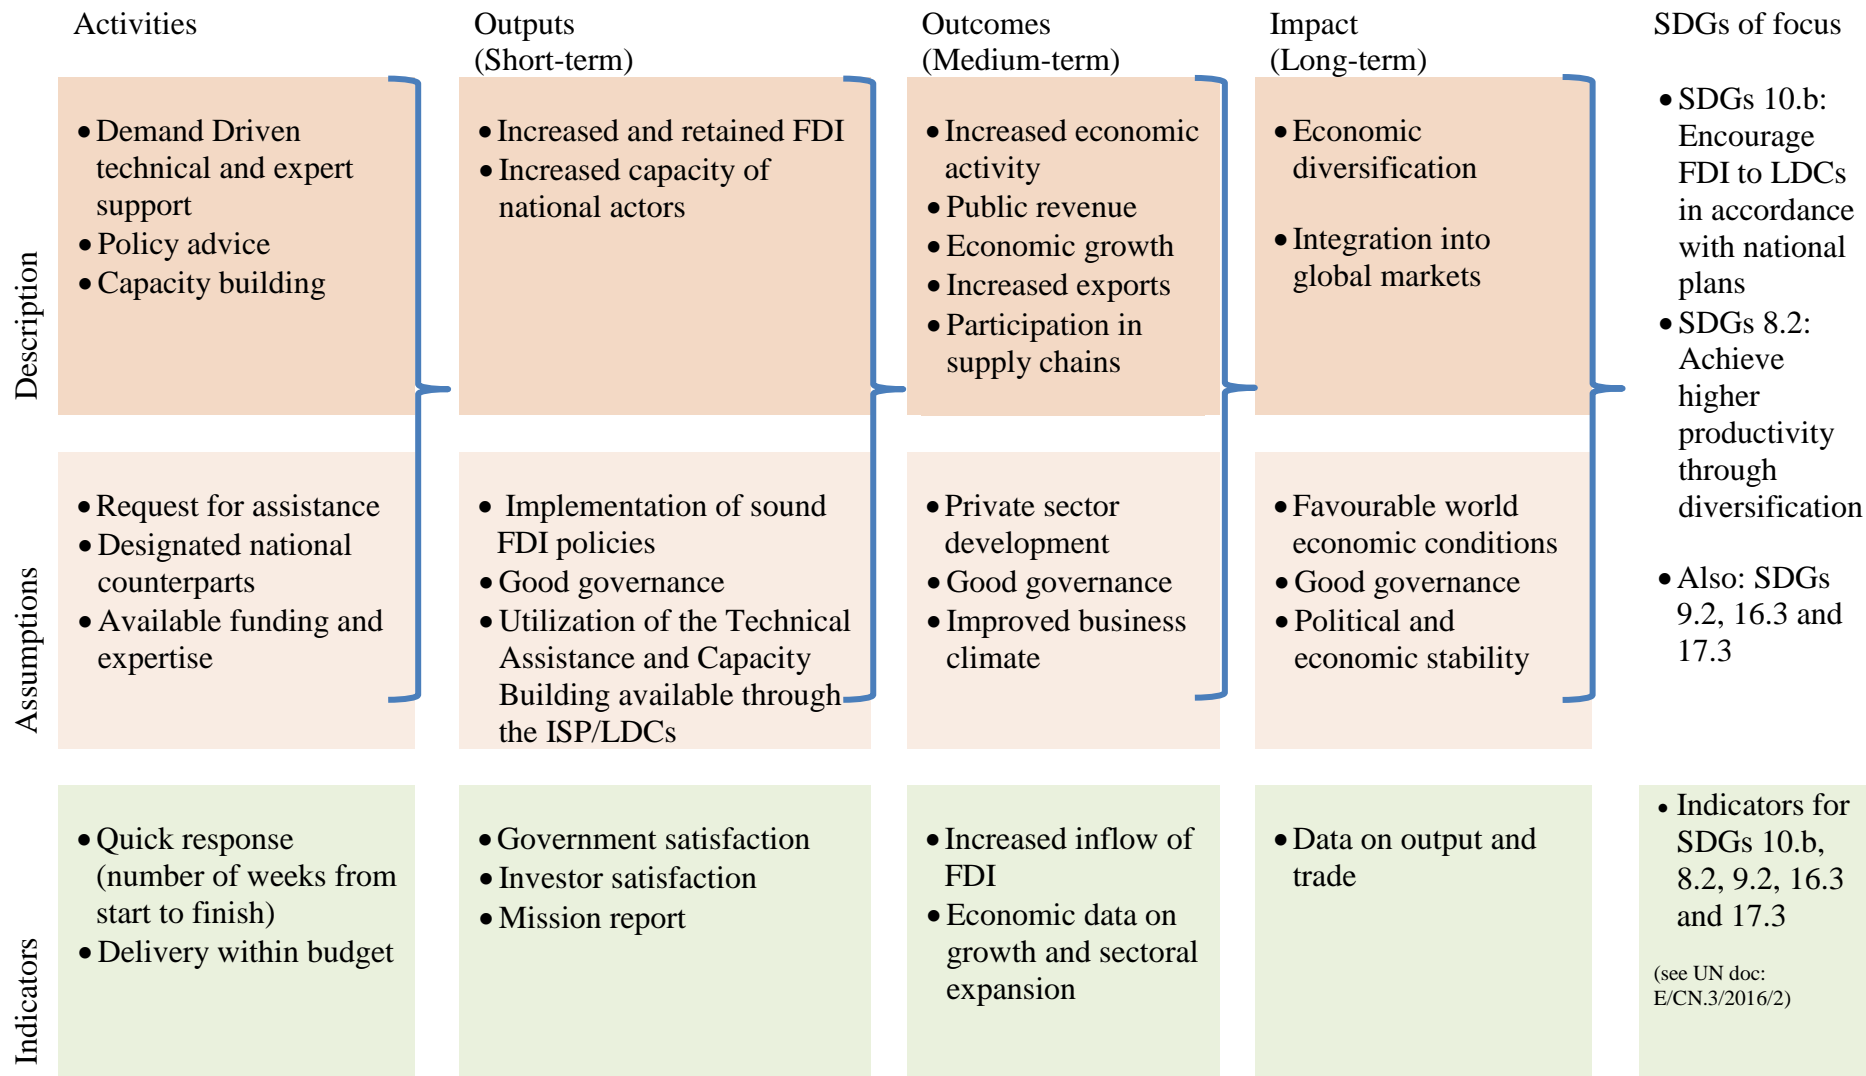 Activities
Outputs
(Short-term)
Outcomes
(Medium-term)
Impact
(Long-term)
SDGs of focus
Description
• Demand Driven
technical and expert
support
• Policy advice
• Capacity building
• Increased and retained FDI
• Increased capacity of
national actors
• Increased economic
activity
• Public revenue
• Economic growth
• Increased exports
• Participation in
supply chains
• Economic
diversification
• Integration into
global markets
• SDGs 10.b:
Encourage
FDI to LDCs
in accordance
with national
plans
• SDGs 8.2:
Achieve
higher
productivity
through
diversification
• Also: SDGs
9.2, 16.3 and
17.3
Assumptions
• Request for assistance
• Designated national
counterparts
• Available funding and
expertise
• Implementation of sound
FDI policies
• Good governance
• Utilization of the Technical
Assistance and Capacity
Building available through
the ISP/LDCs
• Private sector
development
• Good governance
• Improved business
climate
• Favourable world
economic conditions
• Good governance
• Political and
economic stability
Indicators
• Quick response
(number of weeks from
start to finish)
• Delivery within budget
• Government satisfaction
• Investor satisfaction
• Mission report
• Increased inflow of
FDI
• Economic data on
growth and sectoral
expansion
• Data on output and
trade
• Indicators for
SDGs 10.b,
8.2, 9.2, 16.3
and 17.3
(see UN doc:
E/CN.3/2016/2)